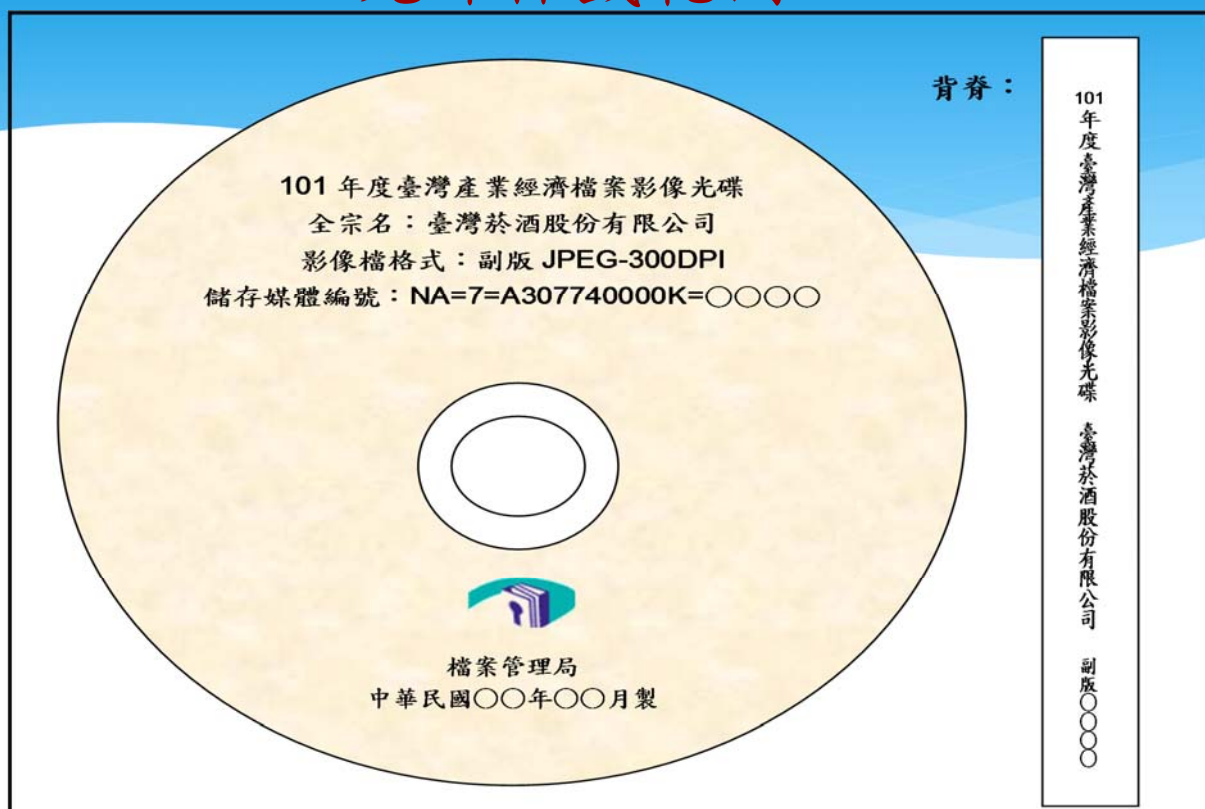 101 年度臺灣產業經濟檔案影像光碟
全宗名：臺灣菸酒股份有限公司
影像檔格式：副版 JPEG-300DPI
儲存媒體編號：NA=7=A307740000K=○○○○
檔案管理局
中華民國○○年○○月製
背脊：
101年度臺灣產業經濟檔案影像光碟 臺灣菸酒股份有限公司 副版○○○○